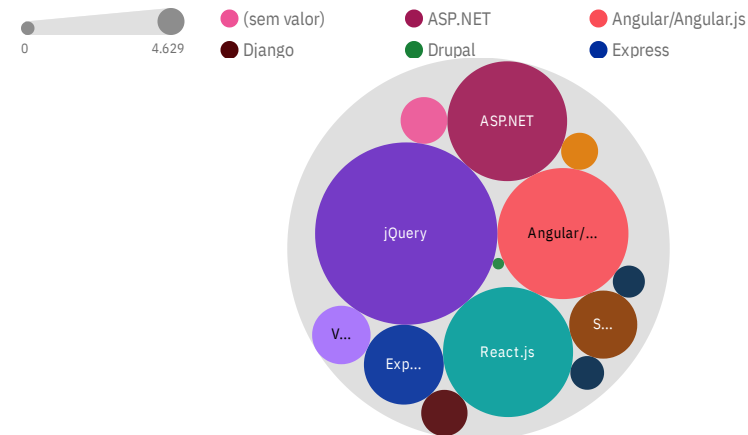 (sem valor) ASP.NET Angular/Angular.js
0 4.629 Django Drupal Express
ASP.NET
jQuery Angular/...
V... S...
Exp... React.js